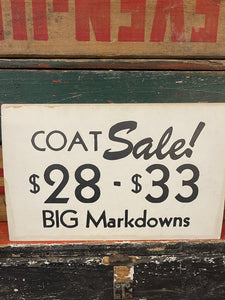 COAT Sale!
$28 - $33
BIG Markdowns